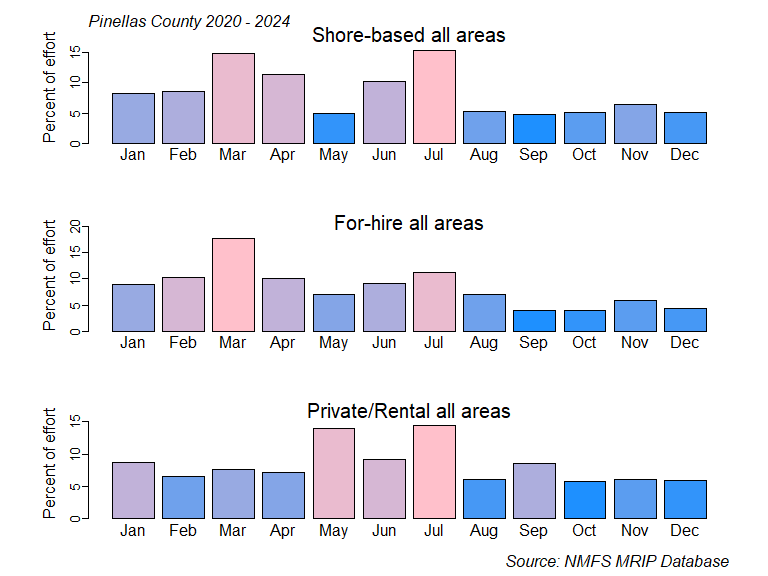 Pinellas County 2020 - 2024
Shore-based all areas
Percent of effort
15
10
5
0
Jan Feb Mar Apr May Jun Jul Aug Sep Oct Nov Dec
For-hire all areas
Percent of effort
20
15
10
5
0
Jan Feb Mar Apr May Jun Jul Aug Sep Oct Nov Dec
Private/Rental all areas
Percent of effort
15
10
5
0
Jan Feb Mar Apr May Jun Jul Aug Sep Oct Nov Dec
Source: NMFS MRIP Database